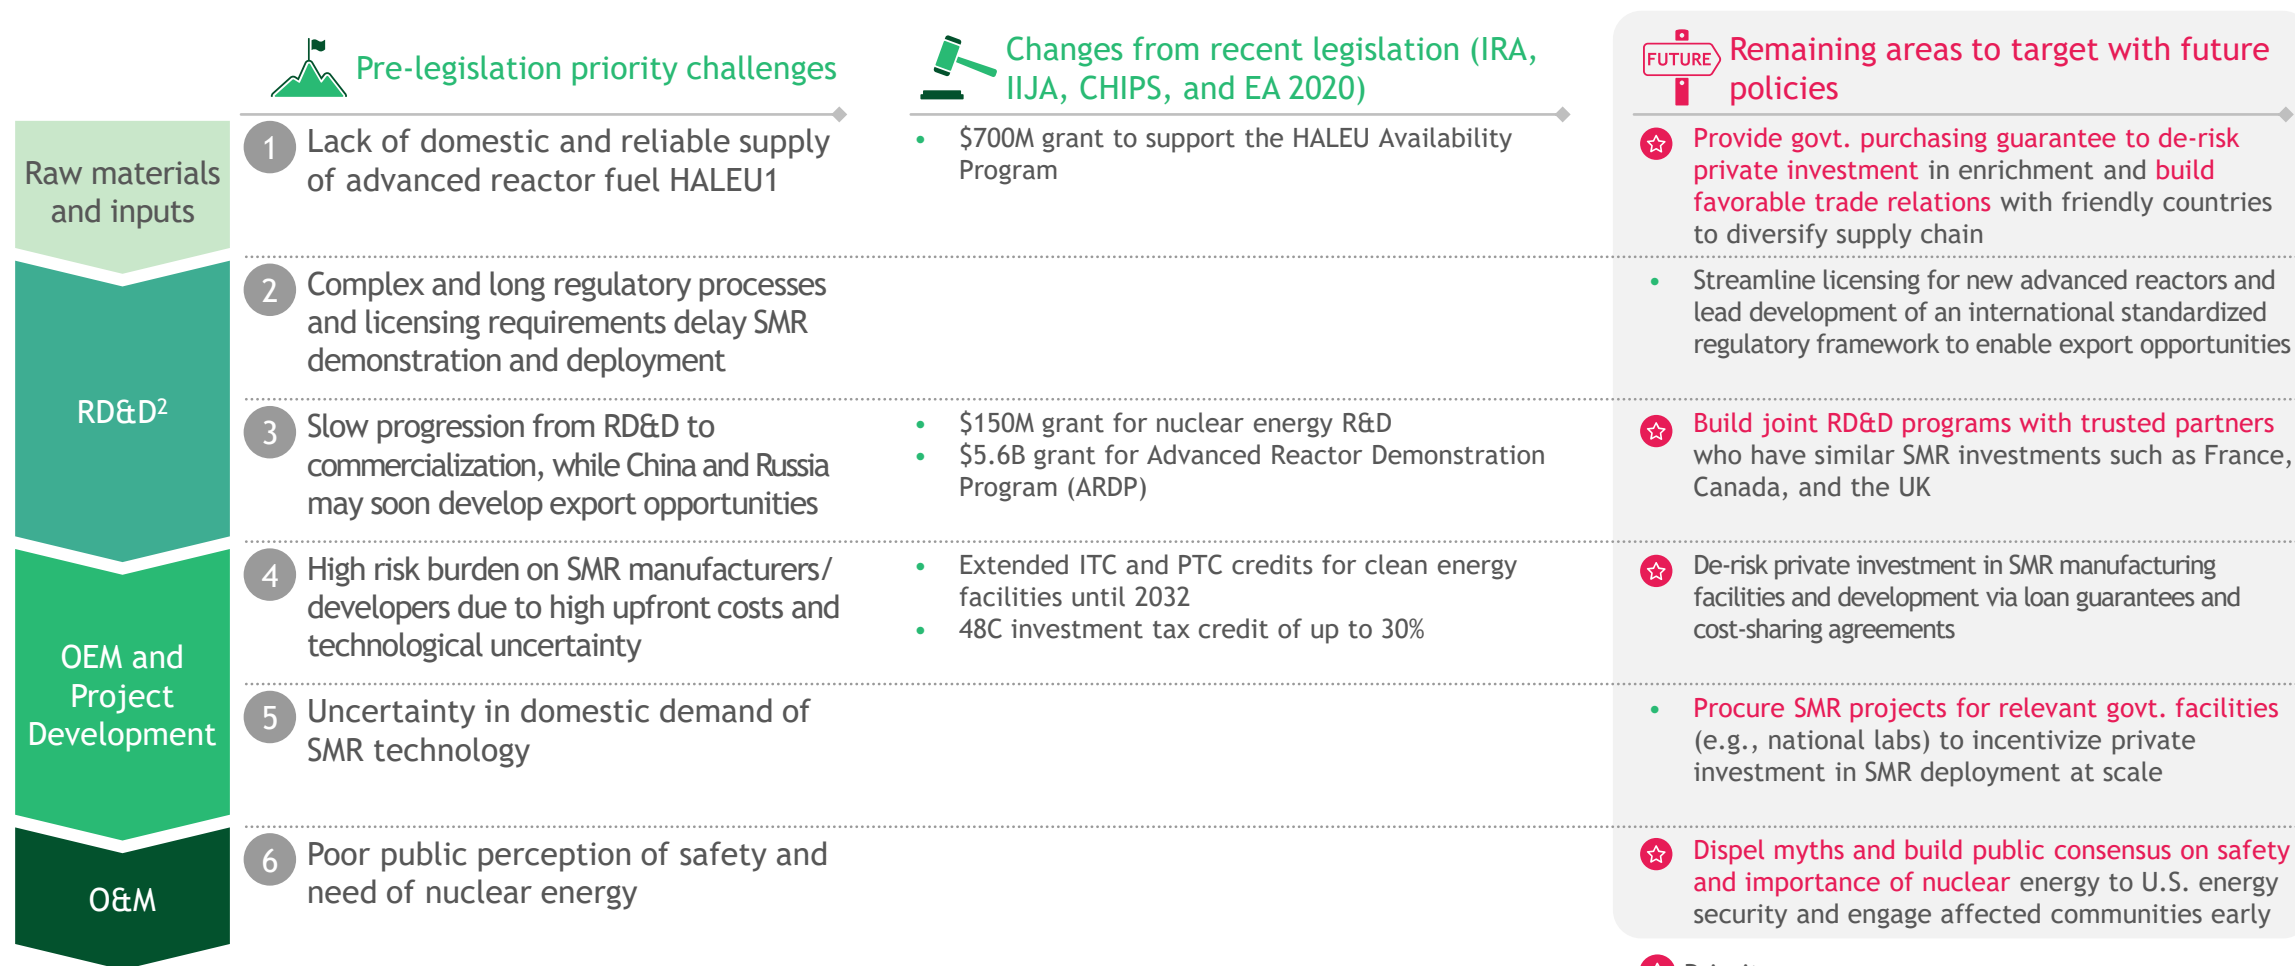 Pre-legislation priority challenges
Changes from recent legislation (IRA,
IIJA, CHIPS, and EA 2020)
FUTURE
Remaining areas to target with future
policies
Raw materials
and inputs
1
Lack of domestic and reliable supply
of advanced reactor fuel HALEU1
• $700M grant to support the HALEU Availability
Program
Provide govt. purchasing guarantee to de-risk
private investment in enrichment and build
favorable trade relations with friendly countries
to diversify supply chain
RD&D2
2
Complex and long regulatory processes
and licensing requirements delay SMR
demonstration and deployment
• Streamline licensing for new advanced reactors and
lead development of an international standardized
regulatory framework to enable export opportunities
3
Slow progression from RD&D to
commercialization, while China and Russia
may soon develop export opportunities
• $150M grant for nuclear energy R&D
• $5.6B grant for Advanced Reactor Demonstration
Program (ARDP)
Build joint RD&D programs with trusted partners
who have similar SMR investments such as France,
Canada, and the UK
OEM and
Project
Development
4
High risk burden on SMR manufacturers/
developers due to high upfront costs and
technological uncertainty
• Extended ITC and PTC credits for clean energy
facilities until 2032
• 48C investment tax credit of up to 30%
De-risk private investment in SMR manufacturing
facilities and development via loan guarantees and
cost-sharing agreements
5
Uncertainty in domestic demand of
SMR technology
• Procure SMR projects for relevant govt. facilities
(e.g., national labs) to incentivize private
investment in SMR deployment at scale
O&M
6
Poor public perception of safety and
need of nuclear energy
Dispel myths and build public consensus on safety
and importance of nuclear energy to U.S. energy
security and engage affected communities early